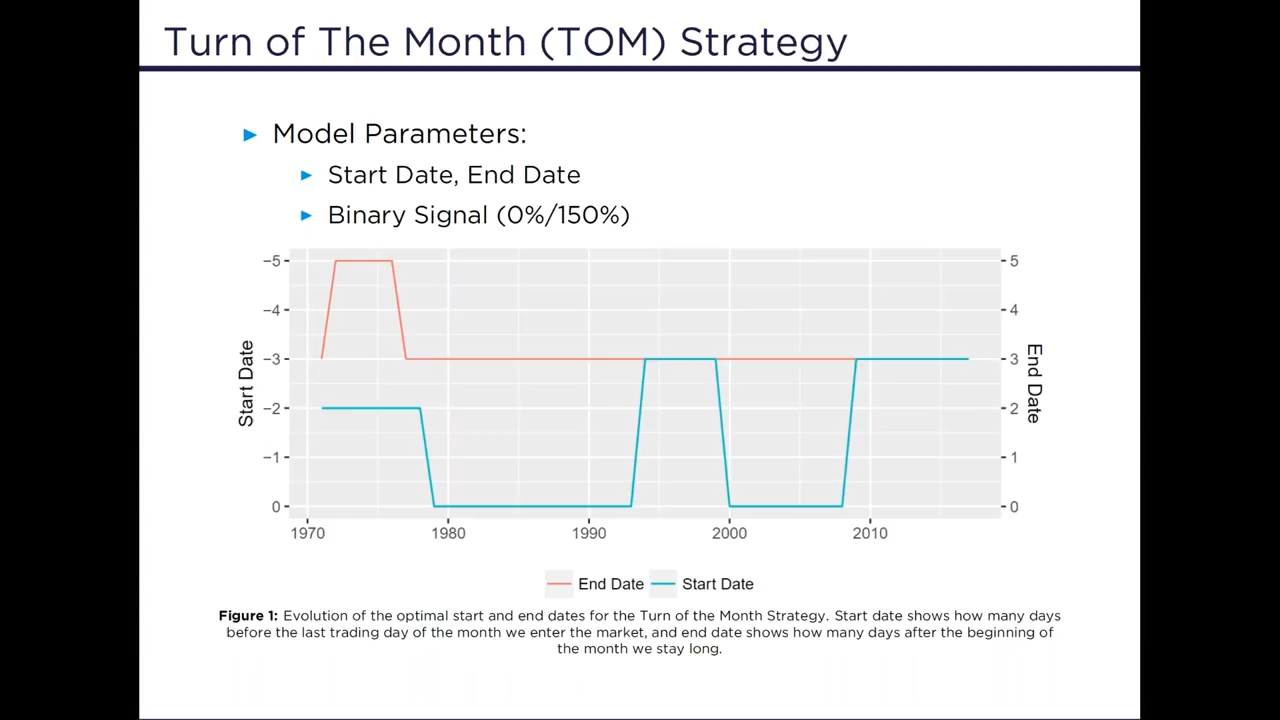 Turn of The Month (TOM) Strategy
► Model Parameters:
► Start Date, End Date
► Binary Signal (0%/150%)
Start Date
−5
−4
−3
−2
−1
0
5
4
3
2
1
0
End Date
1970 1980 1990 2000 2010
End Date Start Date
Figure 1: Evolution of the optimal start and end dates for the Turn of the Month Strategy. Start date shows how many days
before the last trading day of the month we enter the market, and end date shows how many days after the beginning of
the month we stay long.